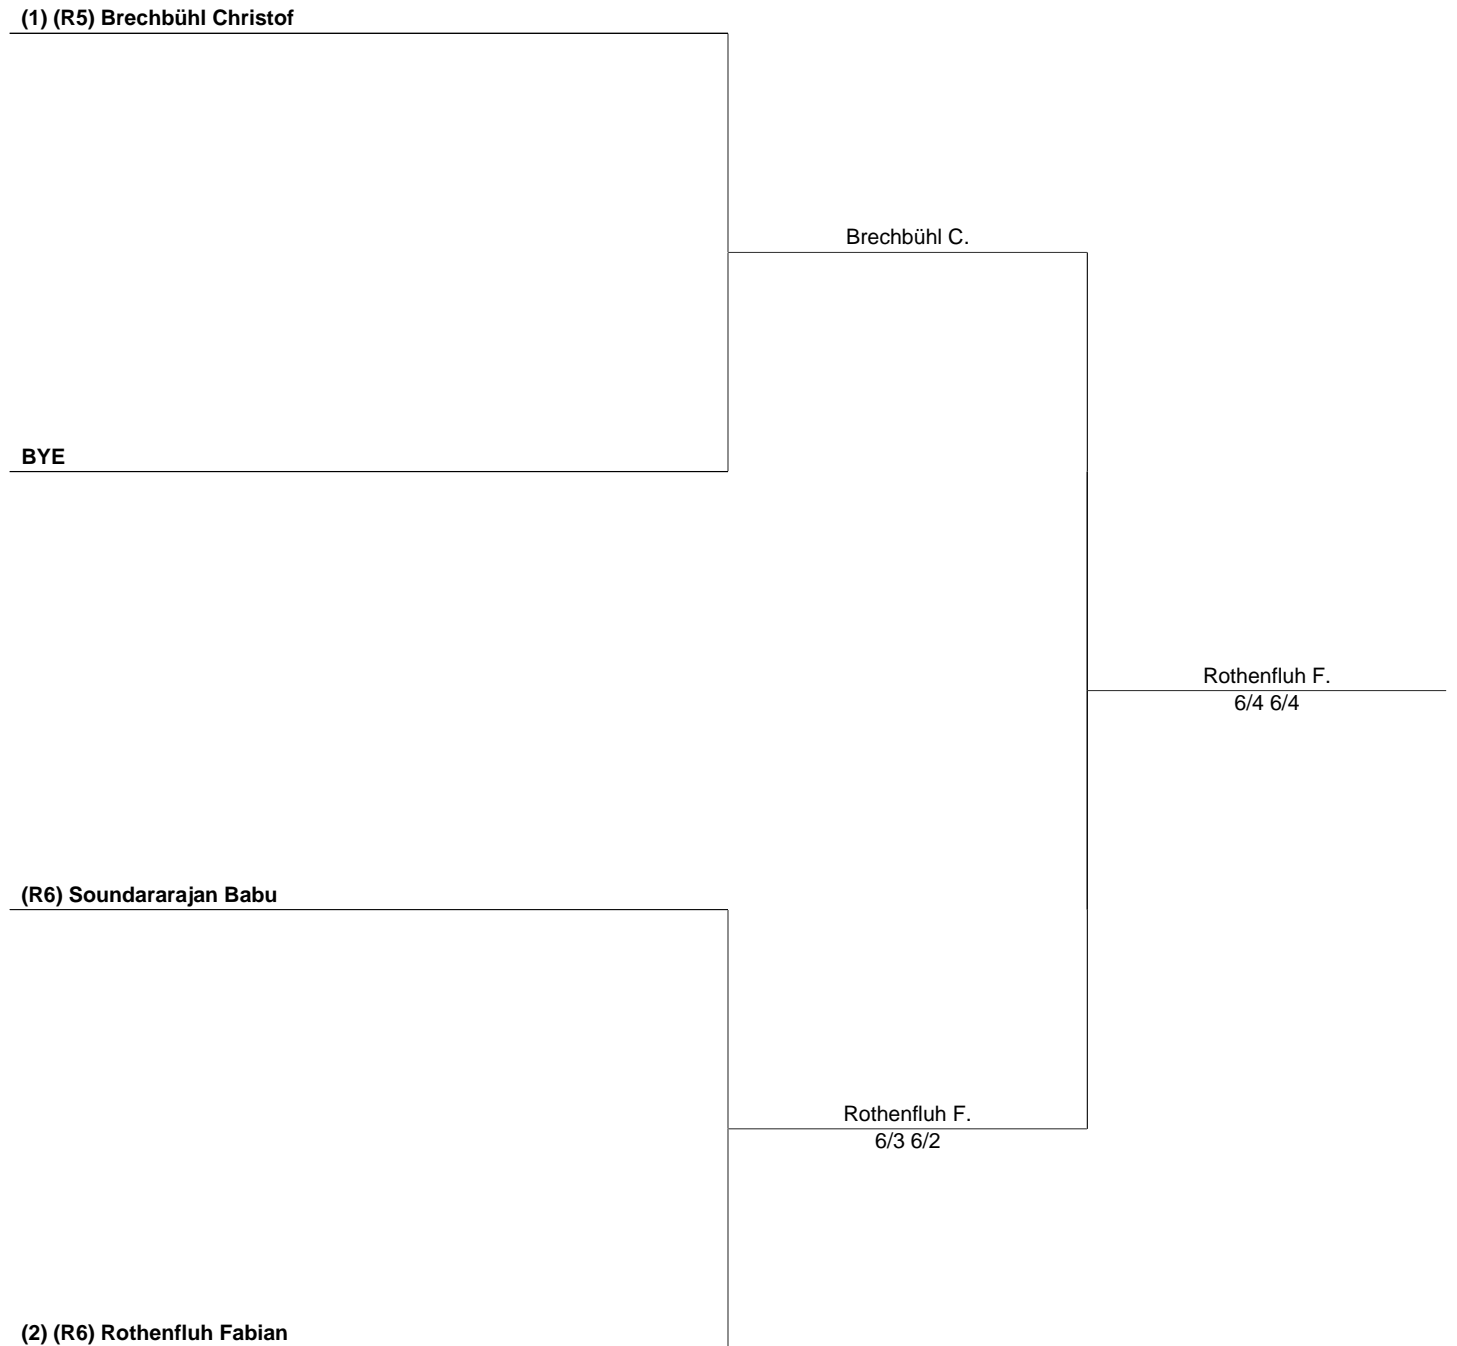 (1) (R5) Brechbühl Christof
Brechbühl C.
BYE
Rothenfluh F.
6/4 6/4
(R6) Soundararajan Babu
Rothenfluh F.
6/3 6/2
(2) (R6) Rothenfluh Fabian